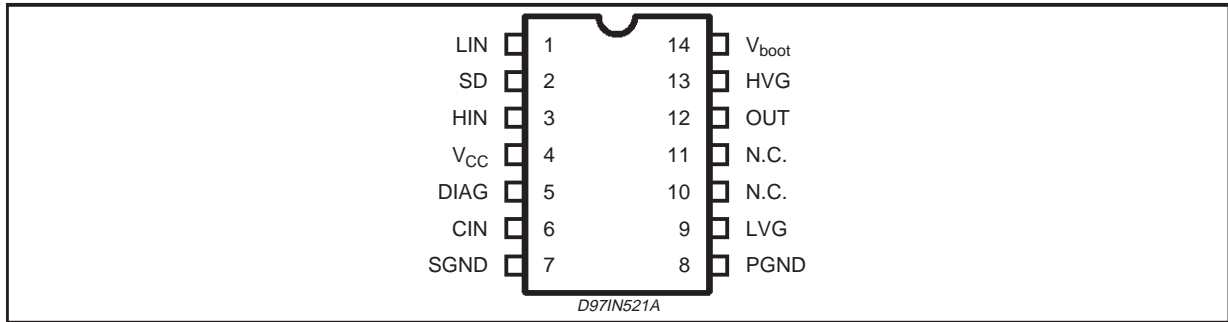 LIN 1 14 Vboot
SD 2 13 HVG
HIN 3 12 OUT
VCC 4 11 N.C.
DIAG 5 10 N.C.
CIN 6 9 LVG
SGND 7 8 PGND
D97IN521A